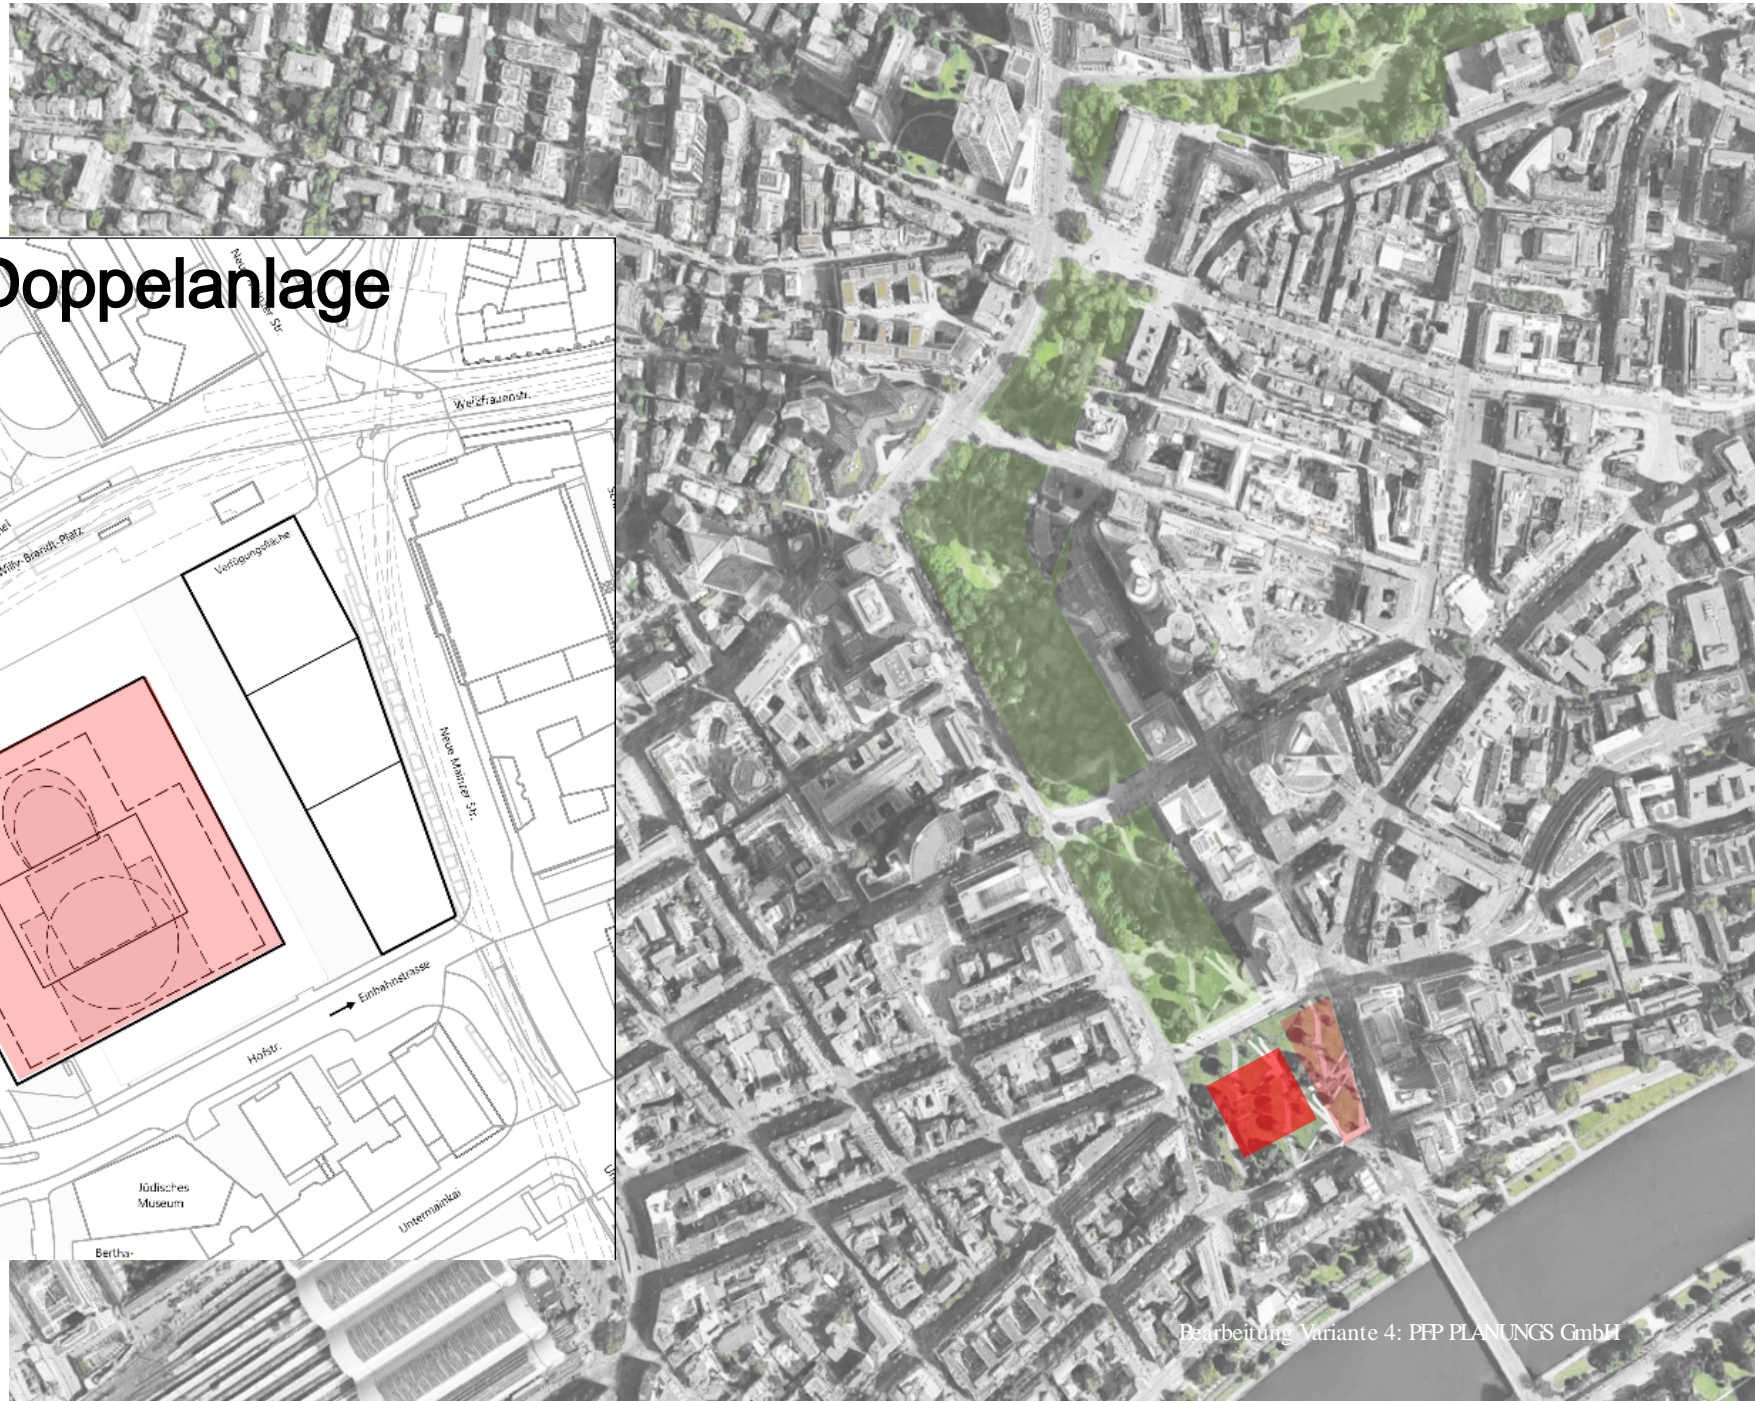 Doppelanlage
Weißfrauenstr.
Willy-Brandt-Platz
Verfügungsfläche
Neue Mainzer Str.
Einbahnstrasse
Hofstr.
Jüdisches
Museum
Untermainkai
Bertha-
Bearbeitung Variante 4: PFP PLANUNGS GmbH